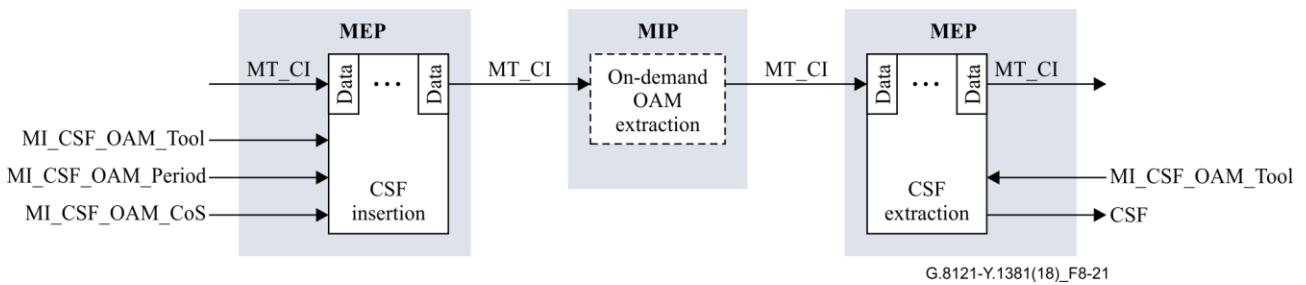 MEP
MIP
MEP
MT_CI
Data
...
Data
MT_CI
On-demand
OAM
extraction
MT_CI
Data
...
Data
MT_CI
MI_CSF_OAM_Tool
MI_CSF_OAM_Period
MI_CSF_OAM_CoS
CSF
insertion
CSF
extraction
MI_CSF_OAM_Tool
CSF
G.8121-Y.1381(18)_F8-21